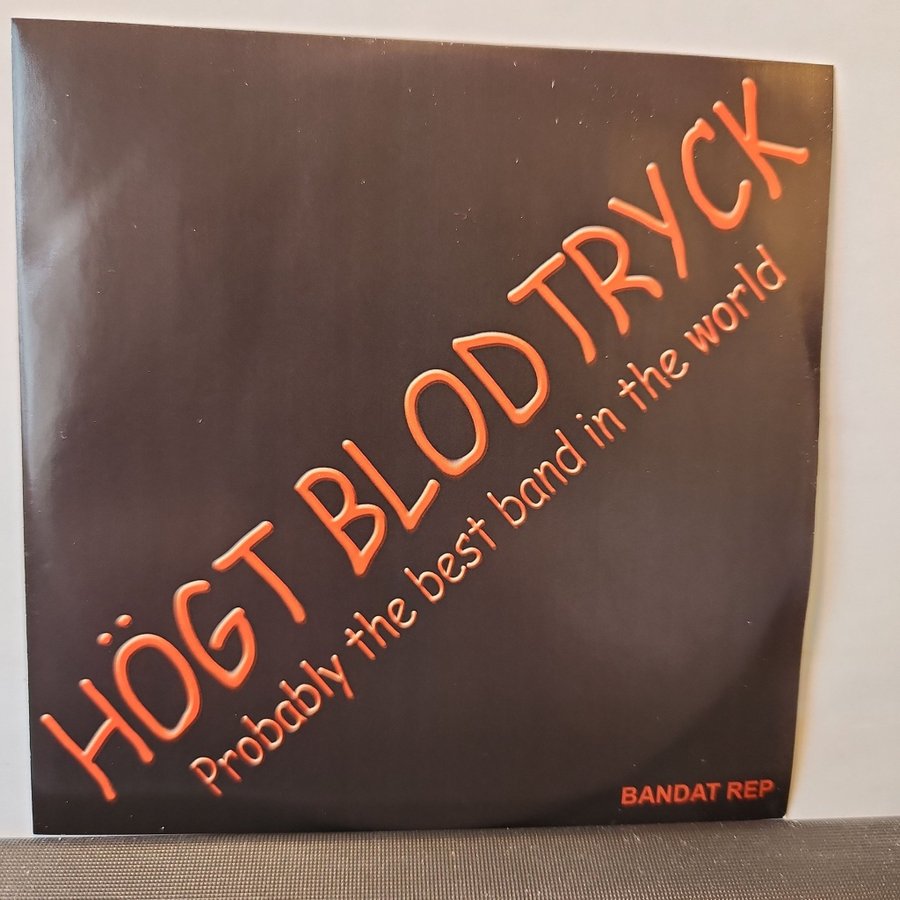 HÖGT BLODTRYCK
Probably the best band in the world
BANDAT REP